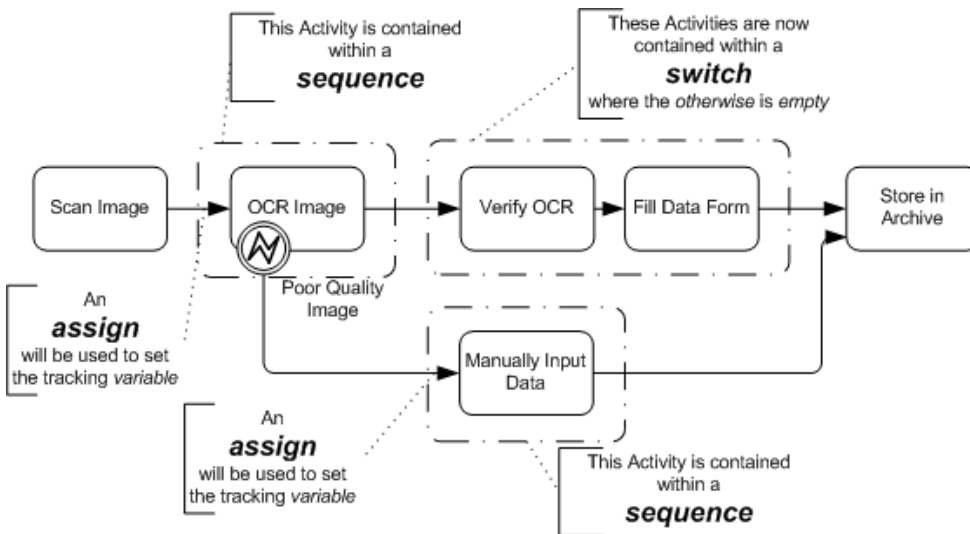 This Activity is contained
within a
sequence
These Activities are now
contained within a
switch
where the otherwise is empty
Scan Image
OCR Image
Verify OCR
Fill Data Form
Store in
Archive
Poor Quality
Image
An
assign
will be used to set
the tracking variable
Manually Input
Data
An
assign
will be used to set
the tracking variable
This Activity is contained
within a
sequence